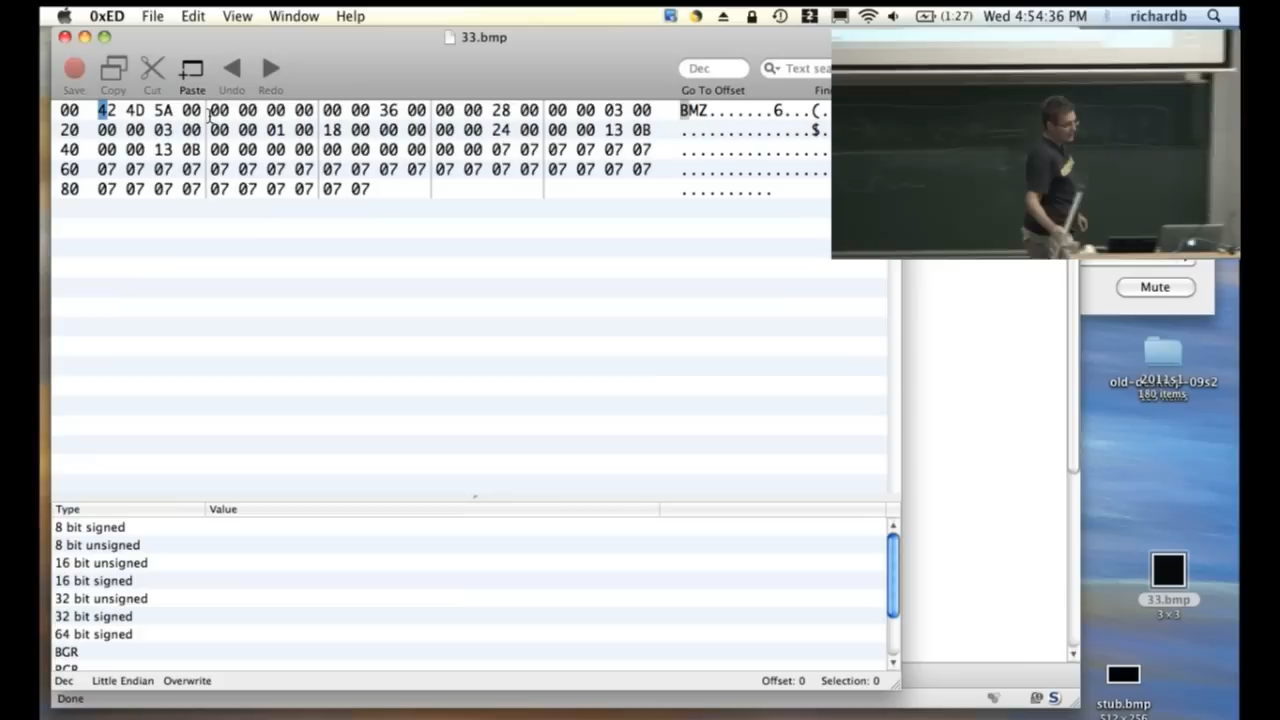 0xED File Edit View Window Help (1:27) Wed 4:54:36 PM richardb
33.bmp
Dec Text sea
Save Copy Cut Paste Undo Redo Go To Offset Fin
00 42 4D 5A 00 00 00 00 00 00 00 36 00 00 00 28 00 00 00 03 00 BMZ.......6...(.
20 00 00 03 00 00 00 01 00 18 00 00 00 00 00 24 00 00 00 13 0B ..............$.
40 00 00 13 0B 00 00 00 00 00 00 00 00 00 00 07 07 07 07 07 07 ................
60 07 07 07 07 07 07 07 07 07 07 07 07 07 07 07 07 07 07 07 07 ................
80 07 07 07 07 07 07 07 07 07 07 ..........
Mute
2011s1
old-desktop-09s2
180 items
Type Value
8 bit signed
8 bit unsigned
16 bit unsigned
16 bit signed
32 bit unsigned
32 bit signed
64 bit signed
BGR
RGB
33.bmp
3×3
Dec Little Endian Overwrite Offset: 0 Selection: 0
Done
stub.bmp
512×256